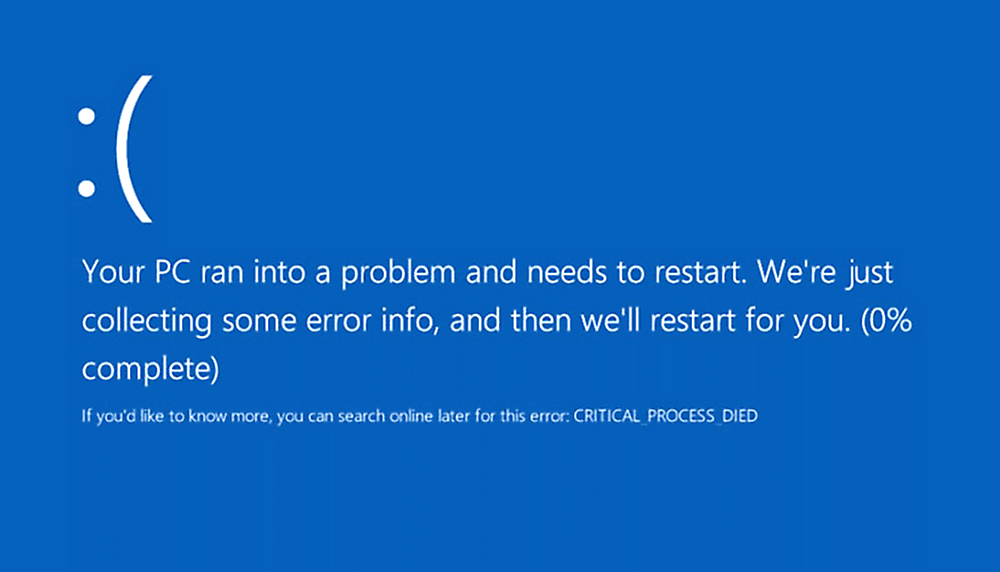 :(
Your PC ran into a problem and needs to restart. We're just
collecting some error info, and then we'll restart for you. (0%
complete)
If you'd like to know more, you can search online later for this error: CRITICAL_PROCESS_DIED